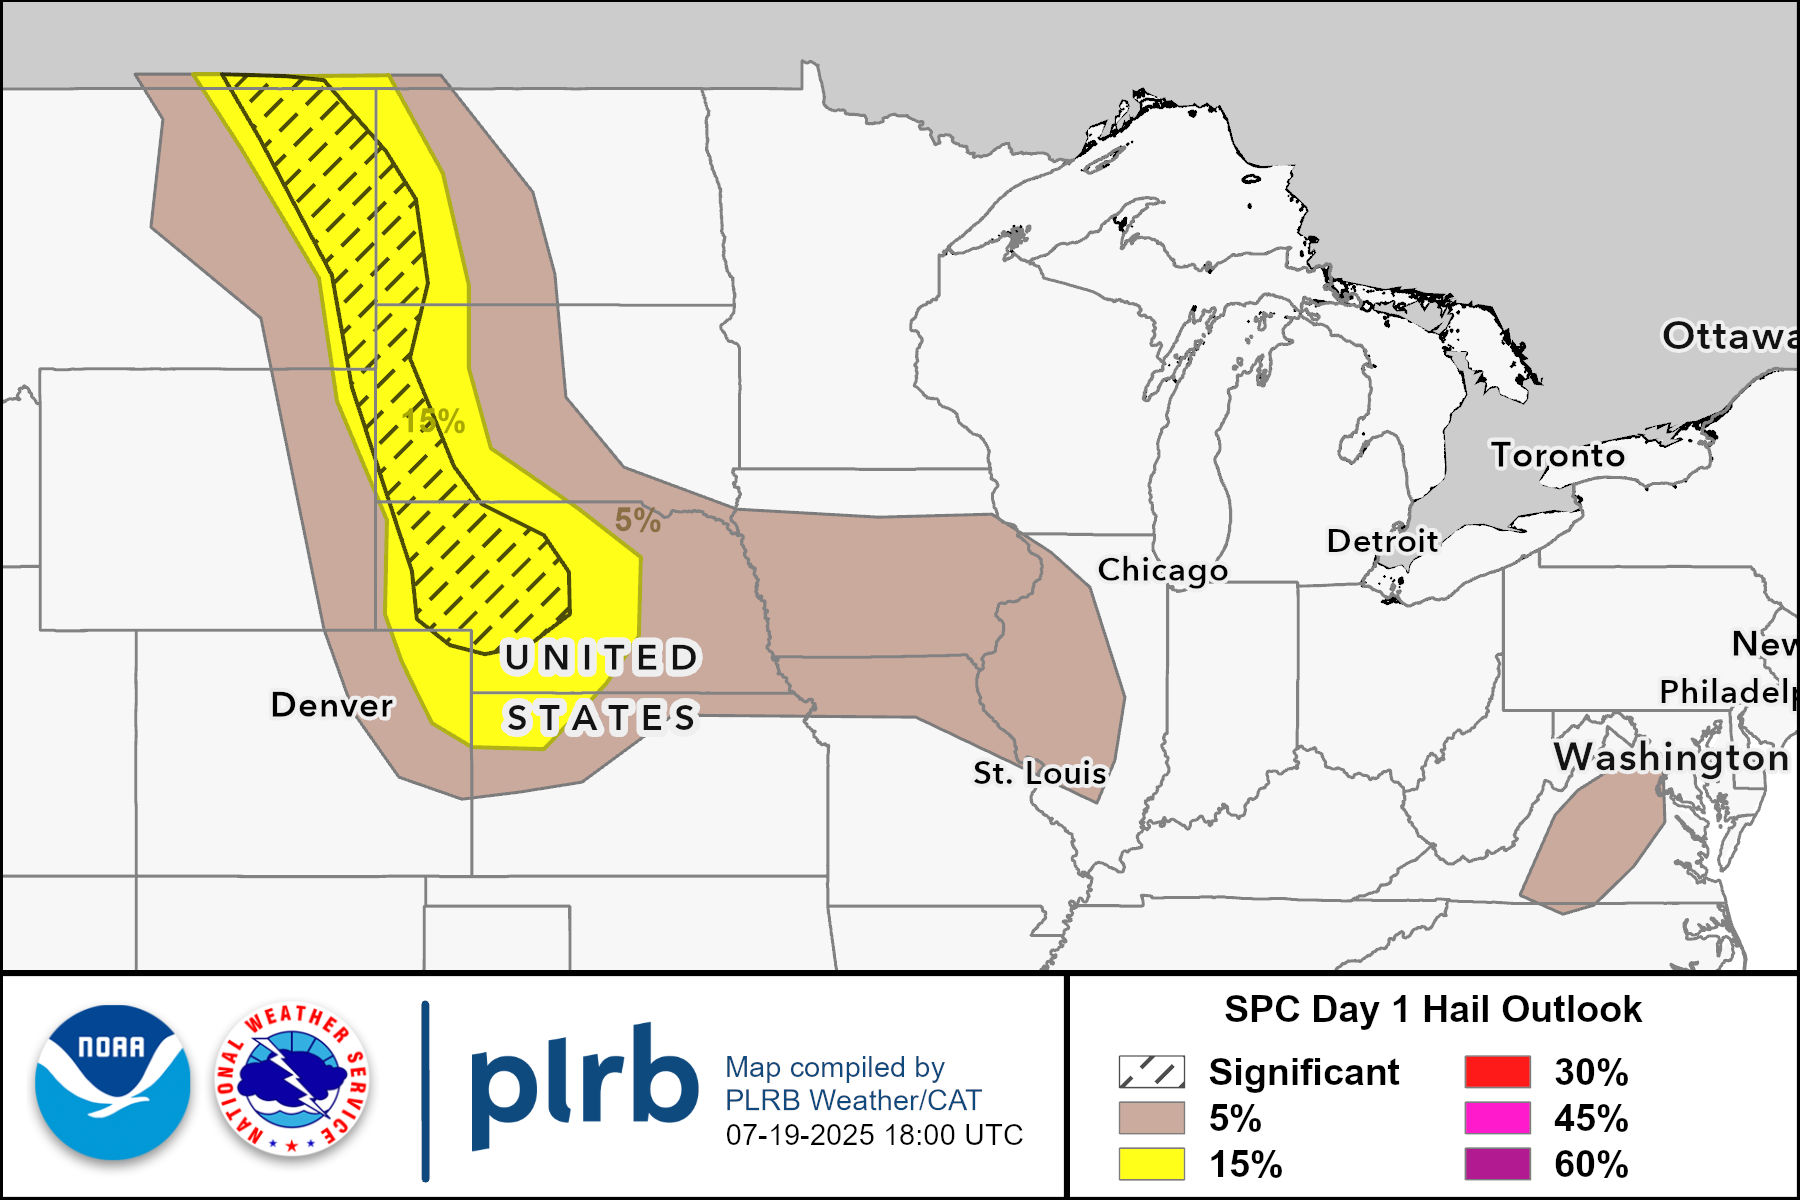 Ottawa
15%
Toronto
5%
Detroit
Chicago
UNITED
STATES
New
Denver
Philadelp
Washington
St. Louis
NOAA
NATIONAL WEATHER SERVICE
plrb
Map compiled by
PLRB Weather/CAT
07-19-2025 18:00 UTC
SPC Day 1 Hail Outlook
Significant
5%
15%
30%
45%
60%